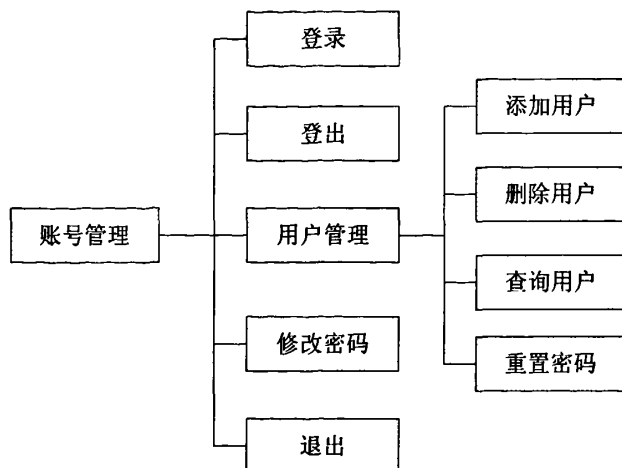 账号管理
登录
登出
用户管理
修改密码
退出
添加用户
删除用户
查询用户
重置密码